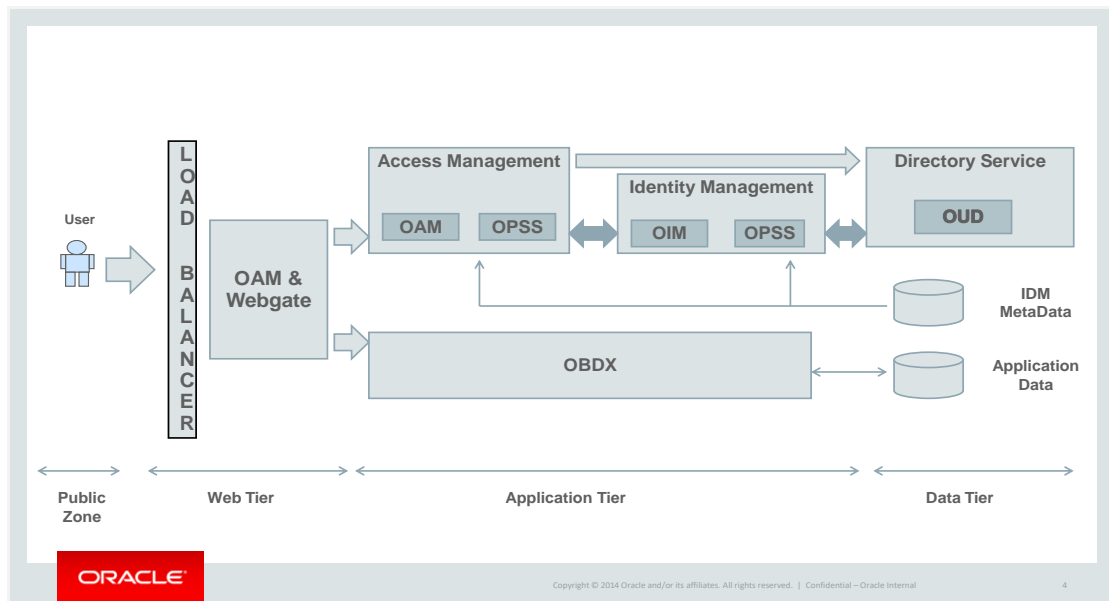 User
LOAD BALANCER
OAM &
Webgate
Access Management
OAM
OPSS
Identity Management
OIM
OPSS
Directory Service
OUD
IDM
MetaData
OBDX
Application
Data
Public
Zone
Web Tier
Application Tier
Data Tier
ORACLE®
Copyright © 2014 Oracle and/or its affiliates. All rights reserved. | Confidential – Oracle Internal
4